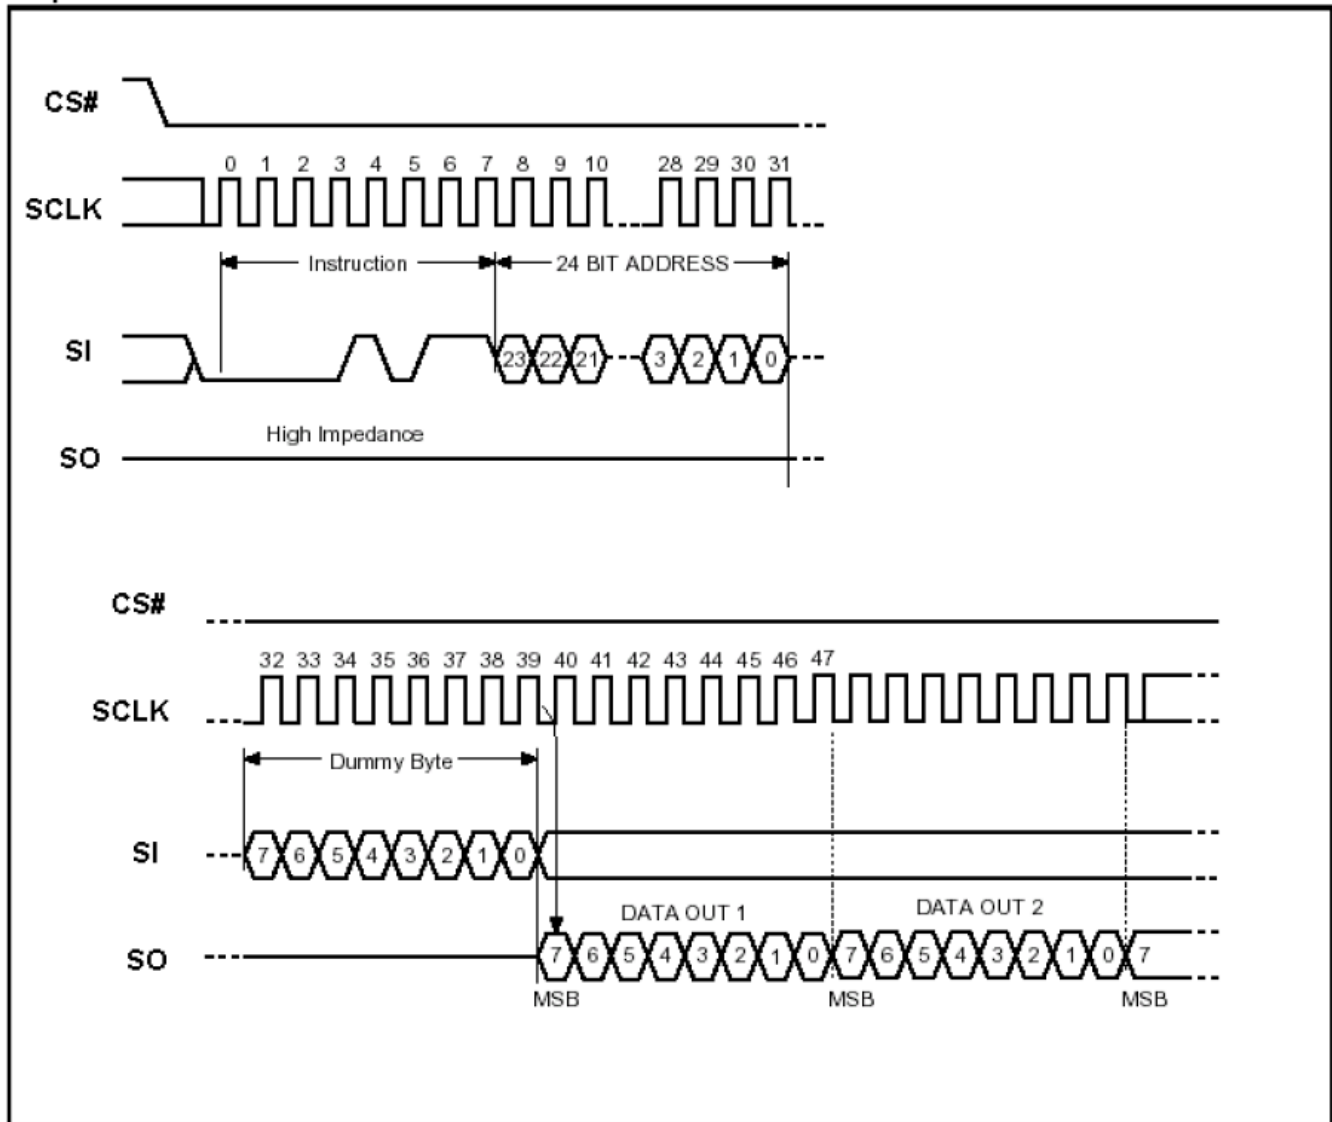 CS#
0 1 2 3 4 5 6 7 8 9 10 28 29 30 31
SCLK
Instruction 24 BIT ADDRESS
SI 23 22 21 3 2 1 0
High Impedance
SO
CS#
32 33 34 35 36 37 38 39 40 41 42 43 44 45 46 47
SCLK
Dummy Byte
SI 7 6 5 4 3 2 1 0
DATA OUT 1 DATA OUT 2
SO 7 6 5 4 3 2 1 0 7 6 5 4 3 2 1 0 7
MSB MSB MSB